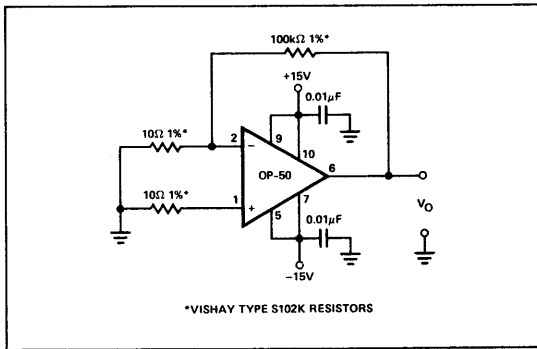 100kΩ 1%*
+15V
0.01µF
10Ω 1%*
2
−
9
10
6
OP-50
10Ω 1%*
1
+
5
7
0.01µF
VO
−15V
*VISHAY TYPE S102K RESISTORS